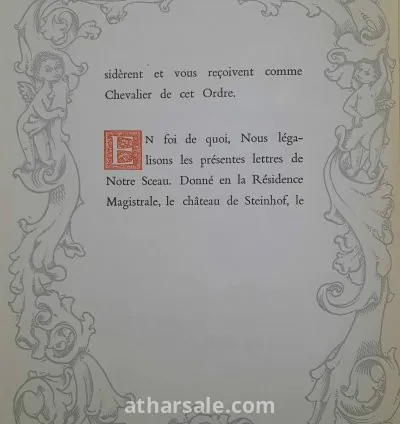 sidèrent et vous reçoivent comme
Chevalier de cet Ordre.
EN foi de quoi, Nous léga-
lisons les présentes lettres de
Notre Sceau. Donné en la Résidence
Magistrale, le château de Steinhof, le
atharsale.com